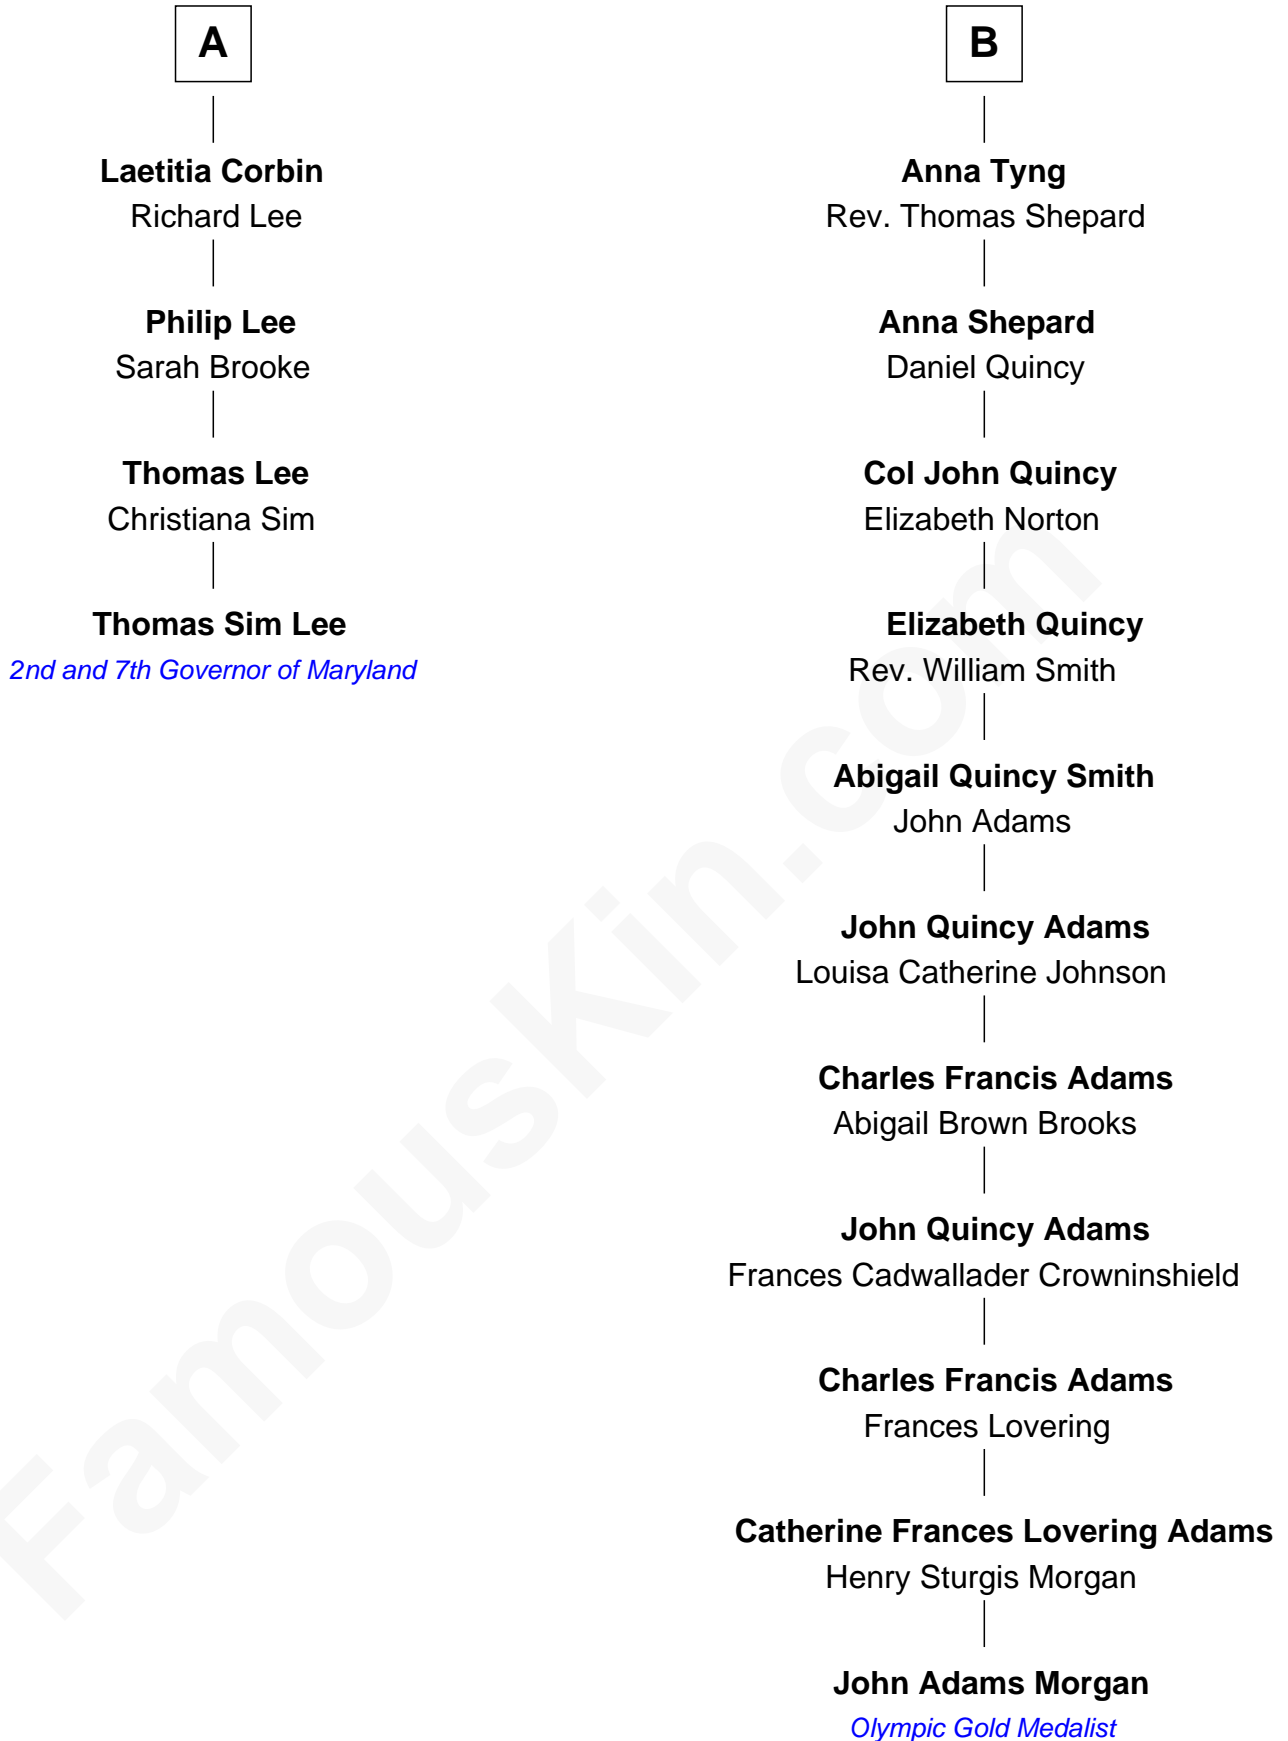 A
Laetitia Corbin
Richard Lee
Philip Lee
Sarah Brooke
Thomas Lee
Christiana Sim
Thomas Sim Lee
2nd and 7th Governor of Maryland
B
Anna Tyng
Rev. Thomas Shepard
Anna Shepard
Daniel Quincy
Col John Quincy
Elizabeth Norton
Elizabeth Quincy
Rev. William Smith
Abigail Quincy Smith
John Adams
John Quincy Adams
Louisa Catherine Johnson
Charles Francis Adams
Abigail Brown Brooks
John Quincy Adams
Frances Cadwallader Crowninshield
Charles Francis Adams
Frances Lovering
Catherine Frances Lovering Adams
Henry Sturgis Morgan
John Adams Morgan
Olympic Gold Medalist
FamousKin.com